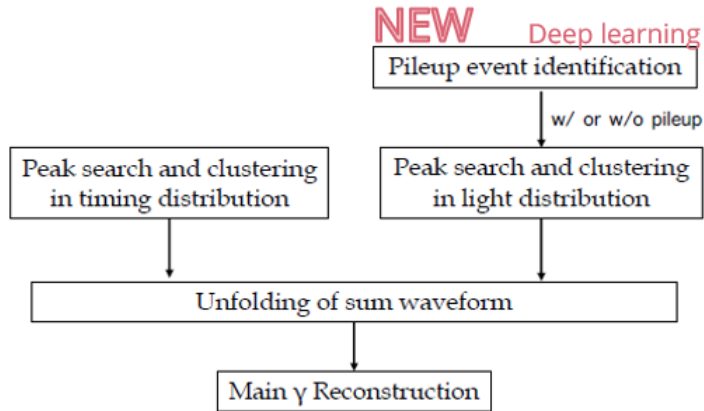 NEW
Deep learning
Pileup event identification
w/ or w/o pileup
Peak search and clustering
in timing distribution
Peak search and clustering
in light distribution
Unfolding of sum waveform
Main γ Reconstruction